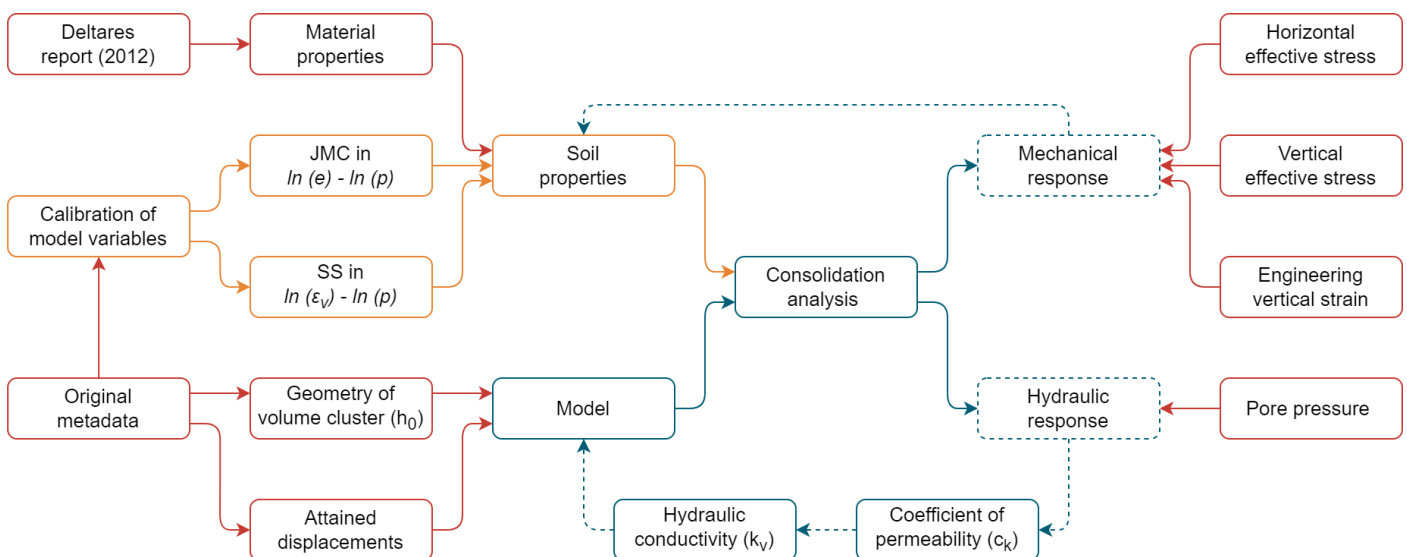 Deltares
report (2012)
Material
properties
Horizontal
effective stress
JMC in
ln (e) - ln (p)
Soil
properties
Mechanical
response
Vertical
effective stress
Calibration of
model variables
SS in
ln (εᵥ) - ln (p)
Consolidation
analysis
Engineering
vertical strain
Original
metadata
Geometry of
volume cluster (h₀)
Model
Hydraulic
response
Pore pressure
Attained
displacements
Hydraulic
conductivity (kᵥ)
Coefficient of
permeability (cₖ)